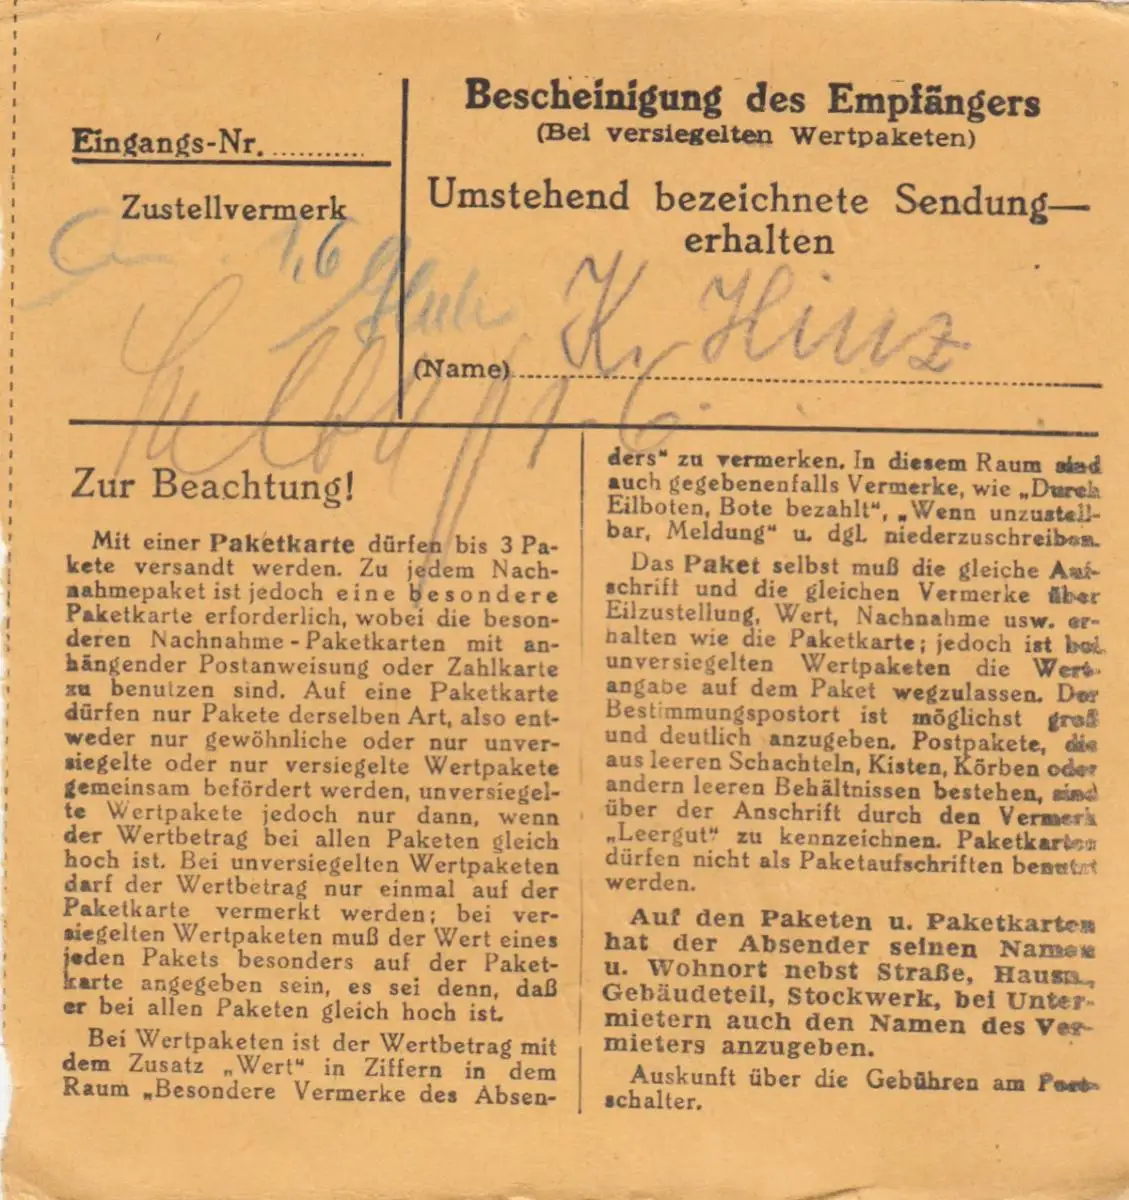 Eingangs-Nr.
Zustellvermerk
1,6
Bescheinigung des Empfängers
(Bei versiegelten Wertpaketen)
Umstehend bezeichnete Sendung—
erhalten
(Name) K. Hinz
1.6.
Zur Beachtung!
Mit einer Paketkarte dürfen bis 3 Pa-
kete versandt werden. Zu jedem Nach-
nahmepaket ist jedoch eine besondere
Paketkarte erforderlich, wobei die beson-
deren Nachnahme-Paketkarten mit an-
hängender Postanweisung oder Zahlkarte
zu benutzen sind. Auf eine Paketkarte
dürfen nur Pakete derselben Art, also ent-
weder nur gewöhnliche oder nur unver-
siegelte oder nur versiegelte Wertpakete
gemeinsam befördert werden, unversiegel-
te Wertpakete jedoch nur dann, wenn
der Wertbetrag bei allen Paketen gleich
hoch ist. Bei unversiegelten Wertpaketen
darf der Wertbetrag nur einmal auf der
Paketkarte vermerkt werden; bei ver-
siegelten Wertpaketen muß der Wert eines
jeden Pakets besonders auf der Paket-
karte angegeben sein, es sei denn, daß
er bei allen Paketen gleich hoch ist.
Bei Wertpaketen ist der Wertbetrag mit
dem Zusatz „Wert“ in Ziffern in dem
Raum „Besondere Vermerke des Absen-
ders“ zu vermerken. In diesem Raum sind
auch gegebenenfalls Vermerke, wie „Durch
Eilboten, Bote bezahlt“, „Wenn unzustell-
bar, Meldung“ u. dgl. niederzuschreiben.
Das Paket selbst muß die gleiche Auf-
schrift und die gleichen Vermerke über
Eilzustellung, Wert, Nachnahme usw. er-
halten wie die Paketkarte; jedoch ist bei
unversiegelten Wertpaketen die Wert-
angabe auf dem Paket wegzulassen. Der
Bestimmungspostort ist möglichst groß
und deutlich anzugeben. Postpakete, die
aus leeren Schachteln, Kisten, Körben oder
andern leeren Behältnissen bestehen, sind
über der Anschrift durch den Vermerk
„Leergut“ zu kennzeichnen. Paketkarten
dürfen nicht als Paketaufschriften benutzt
werden.
Auf den Paketen u. Paketkarten
hat der Absender seinen Namen
u. Wohnort nebst Straße, Hausn.,
Gebäudeteil, Stockwerk, bei Unter-
mietern auch den Namen des Ver-
mieters anzugeben.
Auskunft über die Gebühren am Post-
schalter.